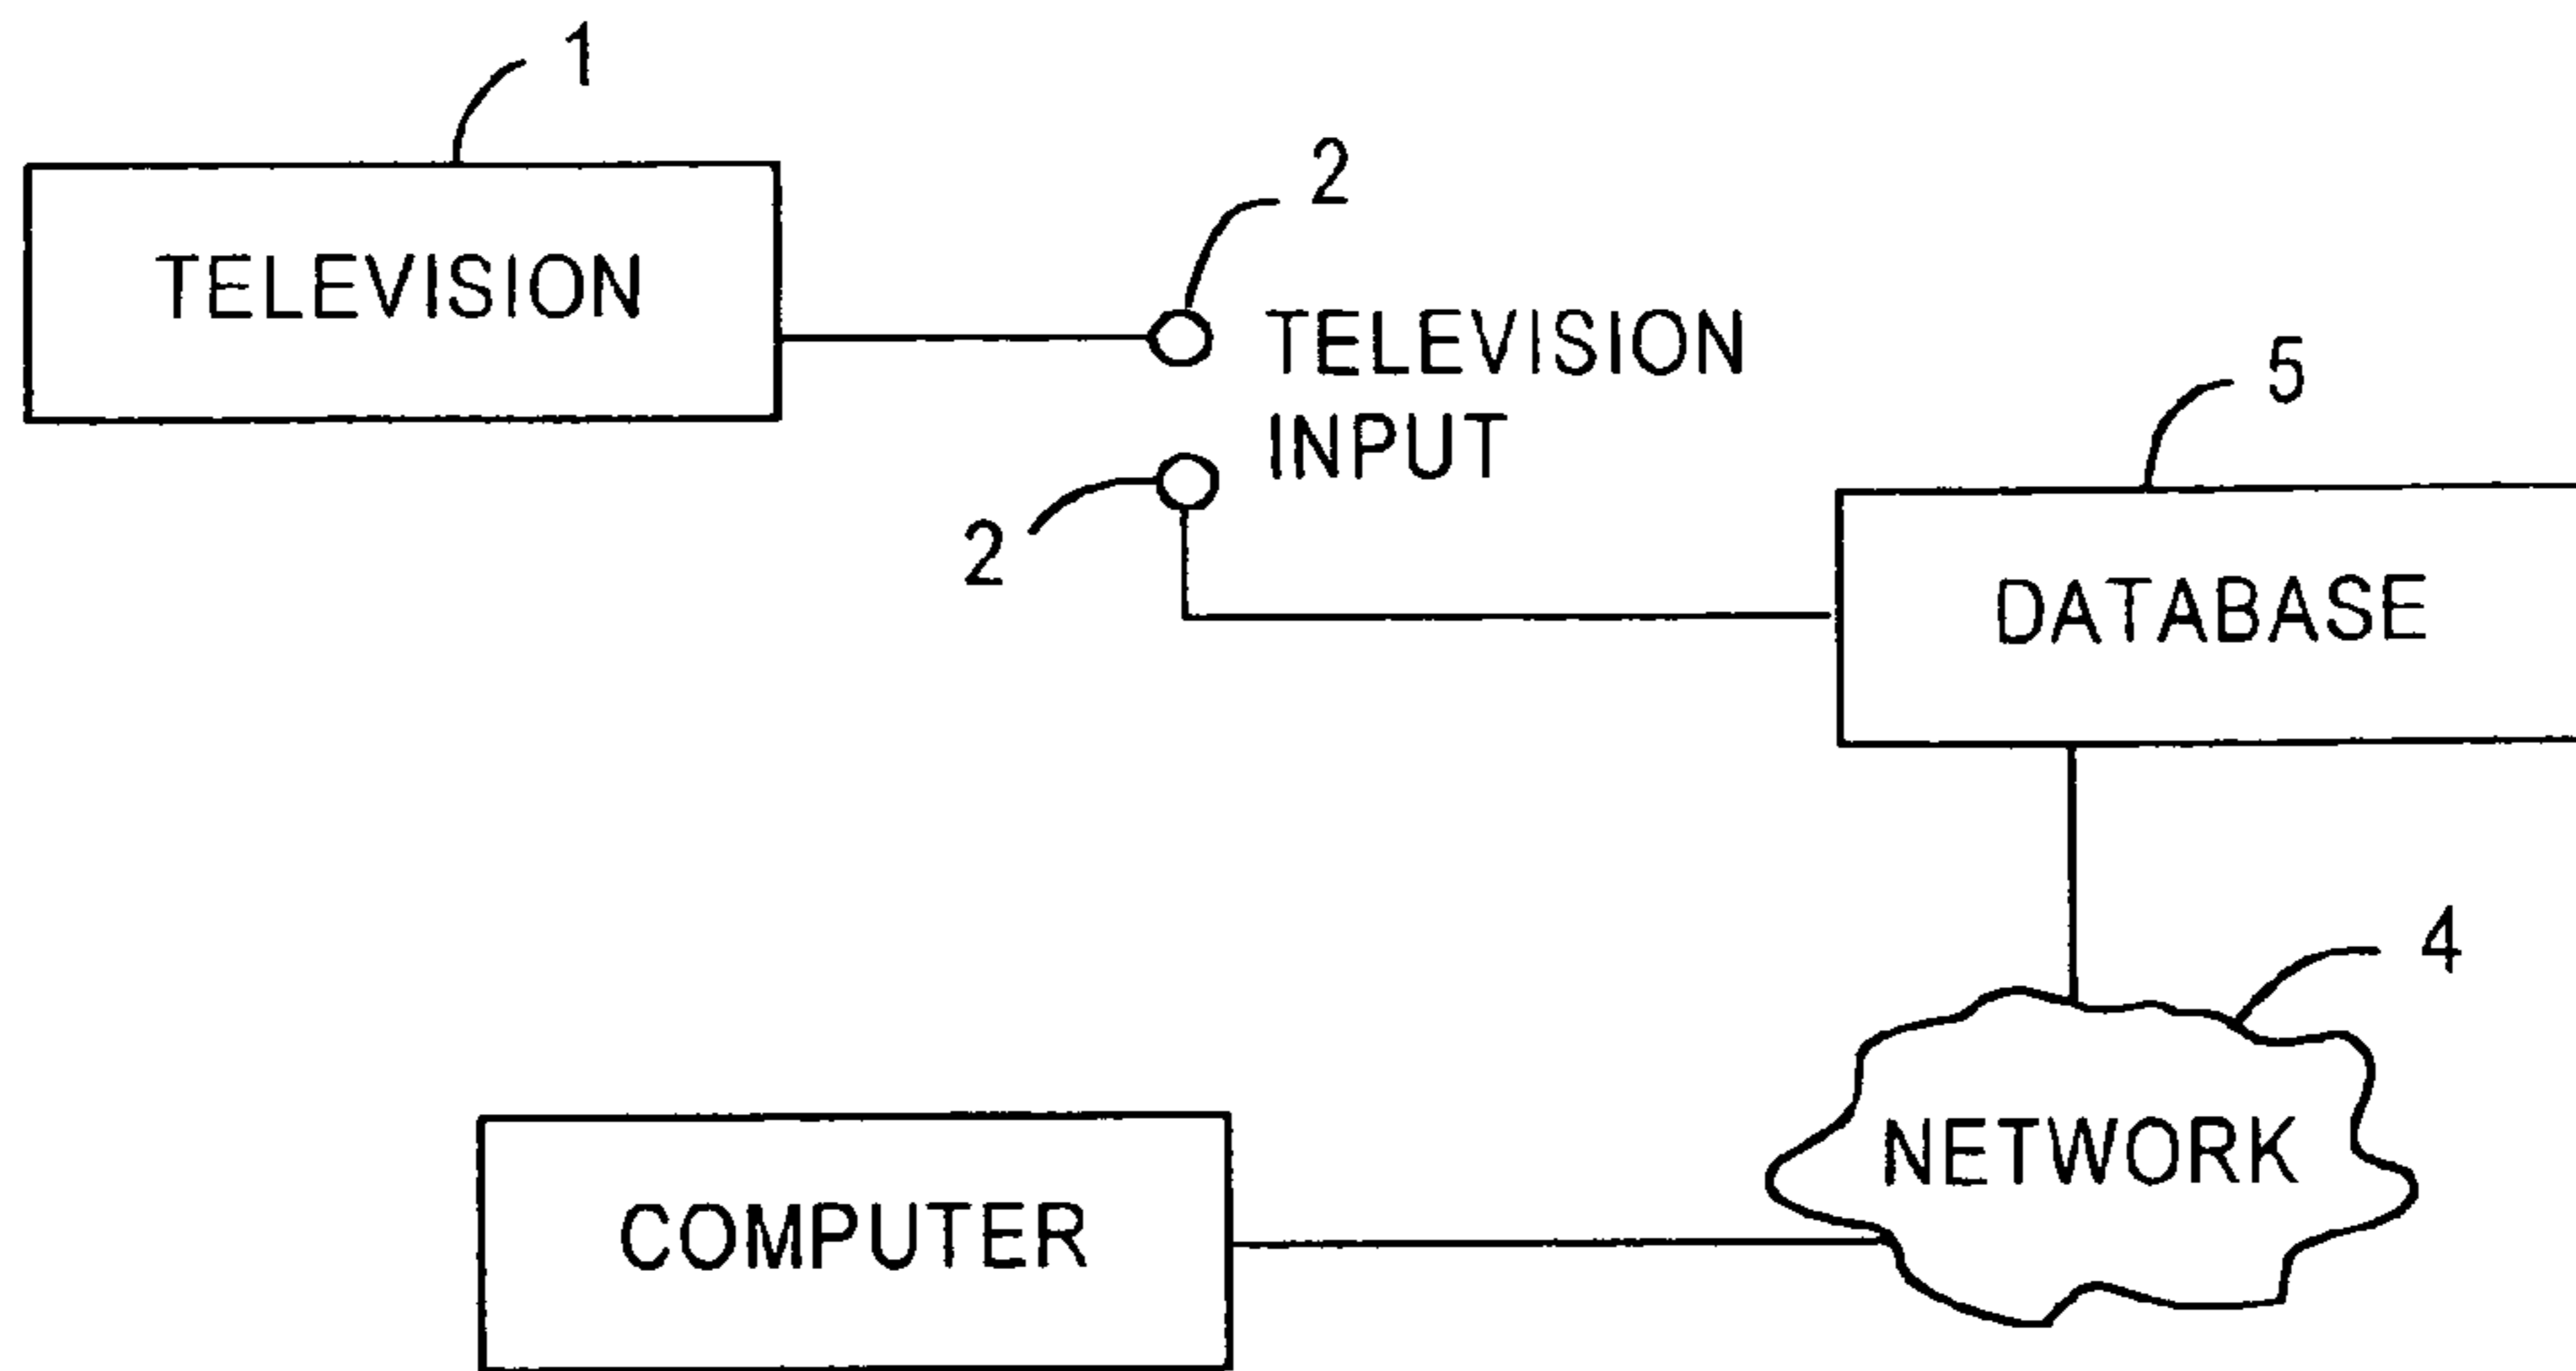 1
TELEVISION
2
TELEVISION
INPUT
2
5
DATABASE
4
NETWORK
COMPUTER